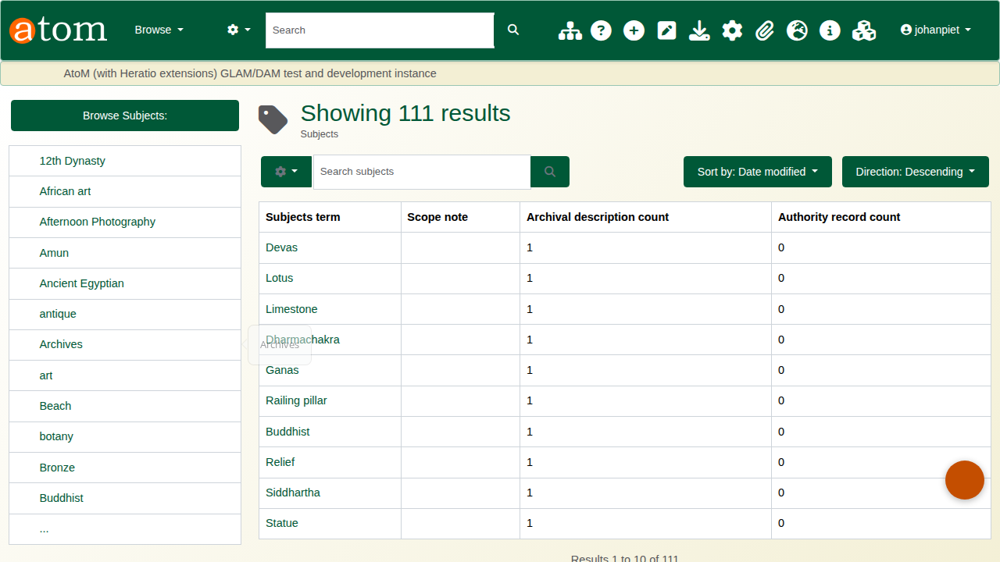 atom
Browse
Search
?
johanpiet
AtoM (with Heratio extensions) GLAM/DAM test and development instance
Browse Subjects:
12th Dynasty
African art
Afternoon Photography
Amun
Ancient Egyptian
antique
Archives
art
Beach
botany
Bronze
Buddhist
...
Showing 111 results
Subjects
Search subjects
Sort by: Date modified
Direction: Descending
Subjects term Scope note Archival description count Authority record count
Devas 1 0
Lotus 1 0
Limestone 1 0
Dharmachakra 1 0
Archives
Ganas 1 0
Railing pillar 1 0
Buddhist 1 0
Relief 1 0
Siddhartha 1 0
Statue 1 0
Results 1 to 10 of 111